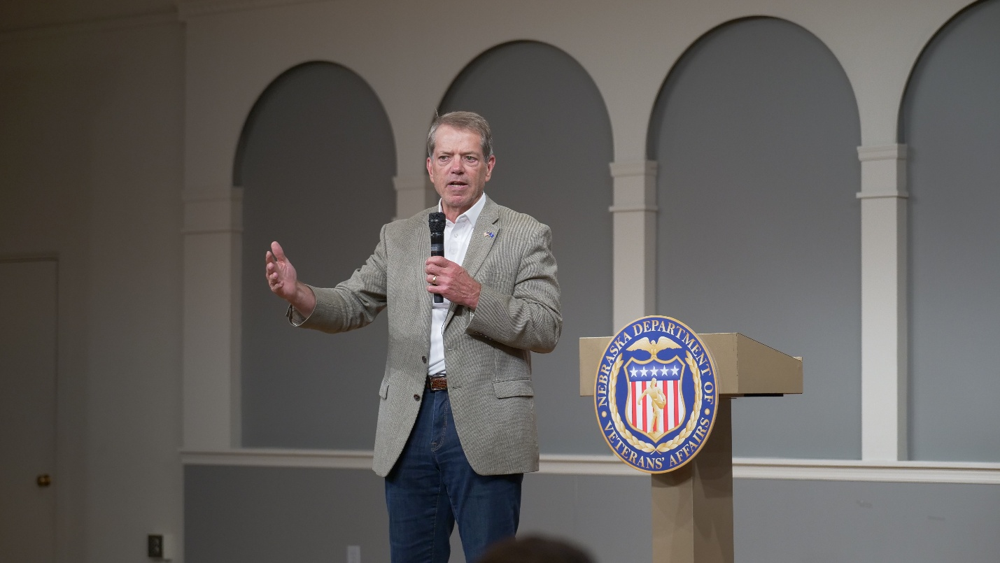 NEBRASKA DEPARTMENT OF
VETERANS' AFFAIRS